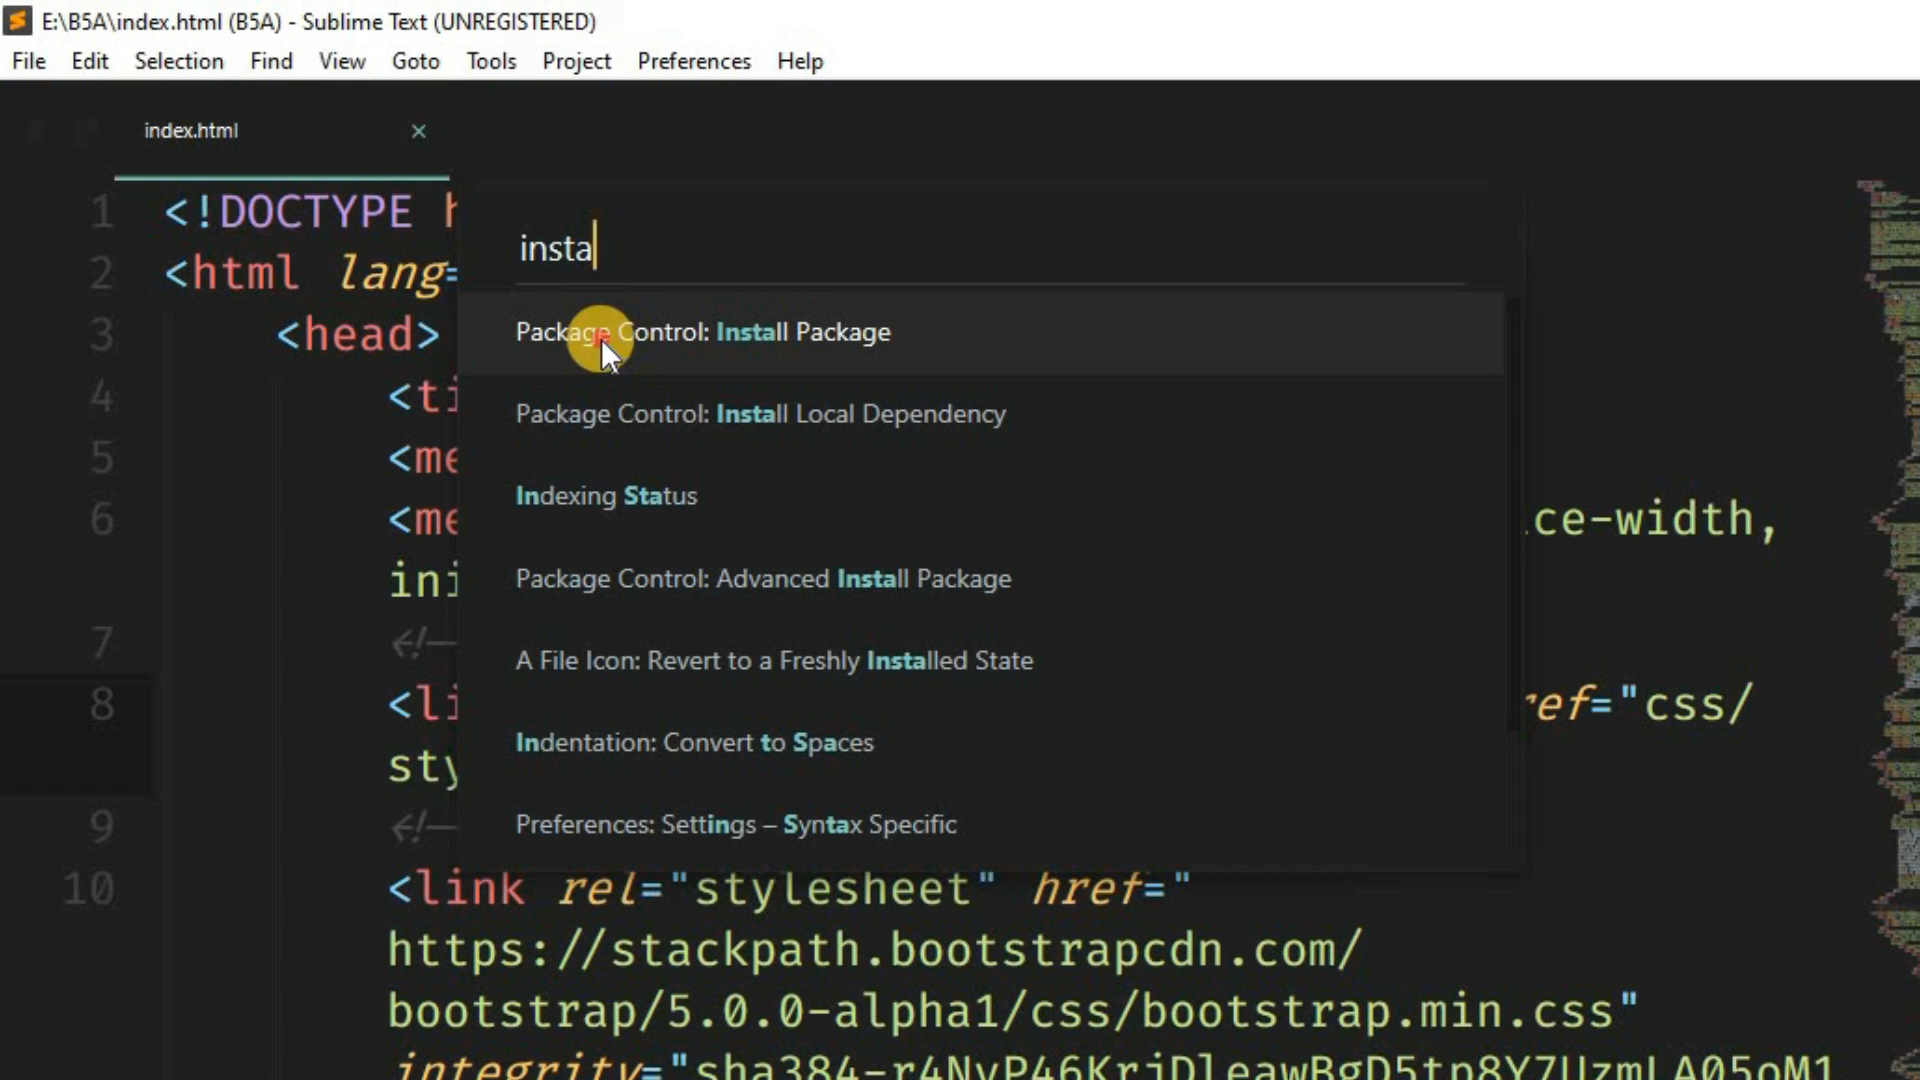 E:\B5A\index.html (B5A) - Sublime Text (UNREGISTERED)
File Edit Selection Find View Goto Tools Project Preferences Help
index.html
insta
Package Control: Install Package
Package Control: Install Local Dependency
Indexing Status
Package Control: Advanced Install Package
A File Icon: Revert to a Freshly Installed State
Indentation: Convert to Spaces
Preferences: Settings – Syntax Specific
1 <!DOCTYPE h
2 <html lang=
3 <head>
4 <ti
5 <me
6 <me ce-width,
ini
7 <!—
8 <li ref="css/
sty
9 <!—
10 <link rel="stylesheet" href="
https://stackpath.bootstrapcdn.com/
bootstrap/5.0.0-alpha1/css/bootstrap.min.css"